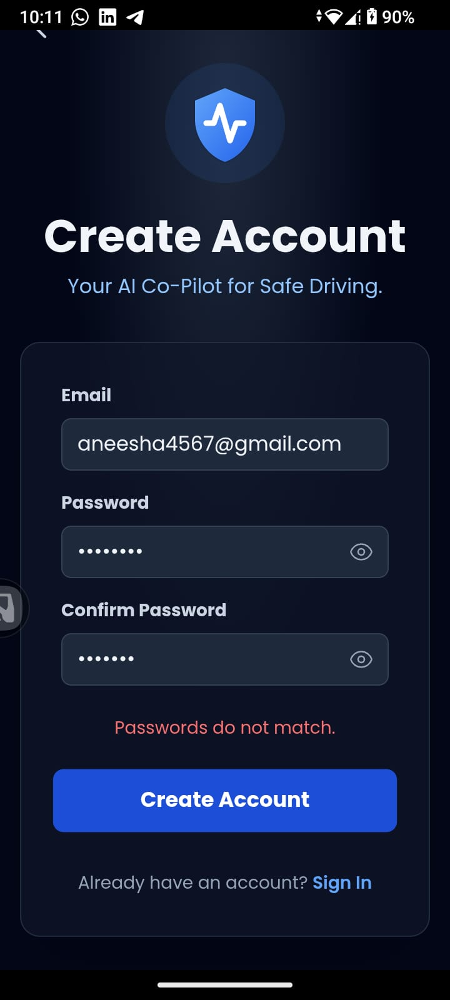 10:11 90%
Create Account
Your AI Co-Pilot for Safe Driving.
Email
aneesha4567@gmail.com
Password
••••••••
Confirm Password
•••••••
Passwords do not match.
Create Account
Already have an account? Sign In